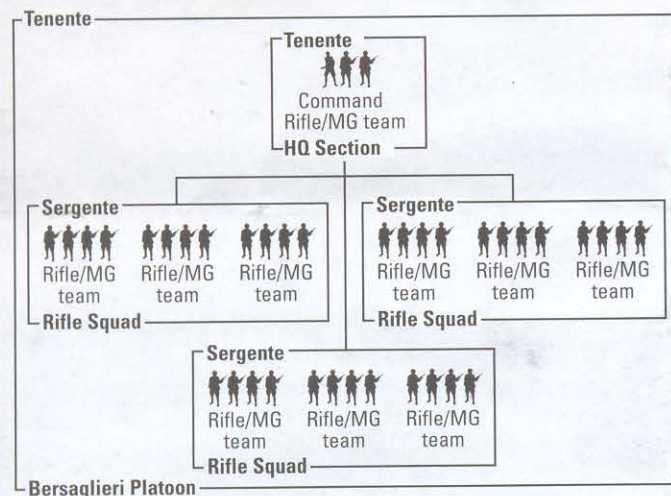 Tenente
Tenente
Command
Rifle/MG team
HQ Section
Sergente
Rifle/MG team
Rifle/MG team
Rifle/MG team
Rifle Squad
Sergente
Rifle/MG team
Rifle/MG team
Rifle/MG team
Rifle Squad
Sergente
Rifle/MG team
Rifle/MG team
Rifle/MG team
Rifle Squad
Bersaglieri Platoon